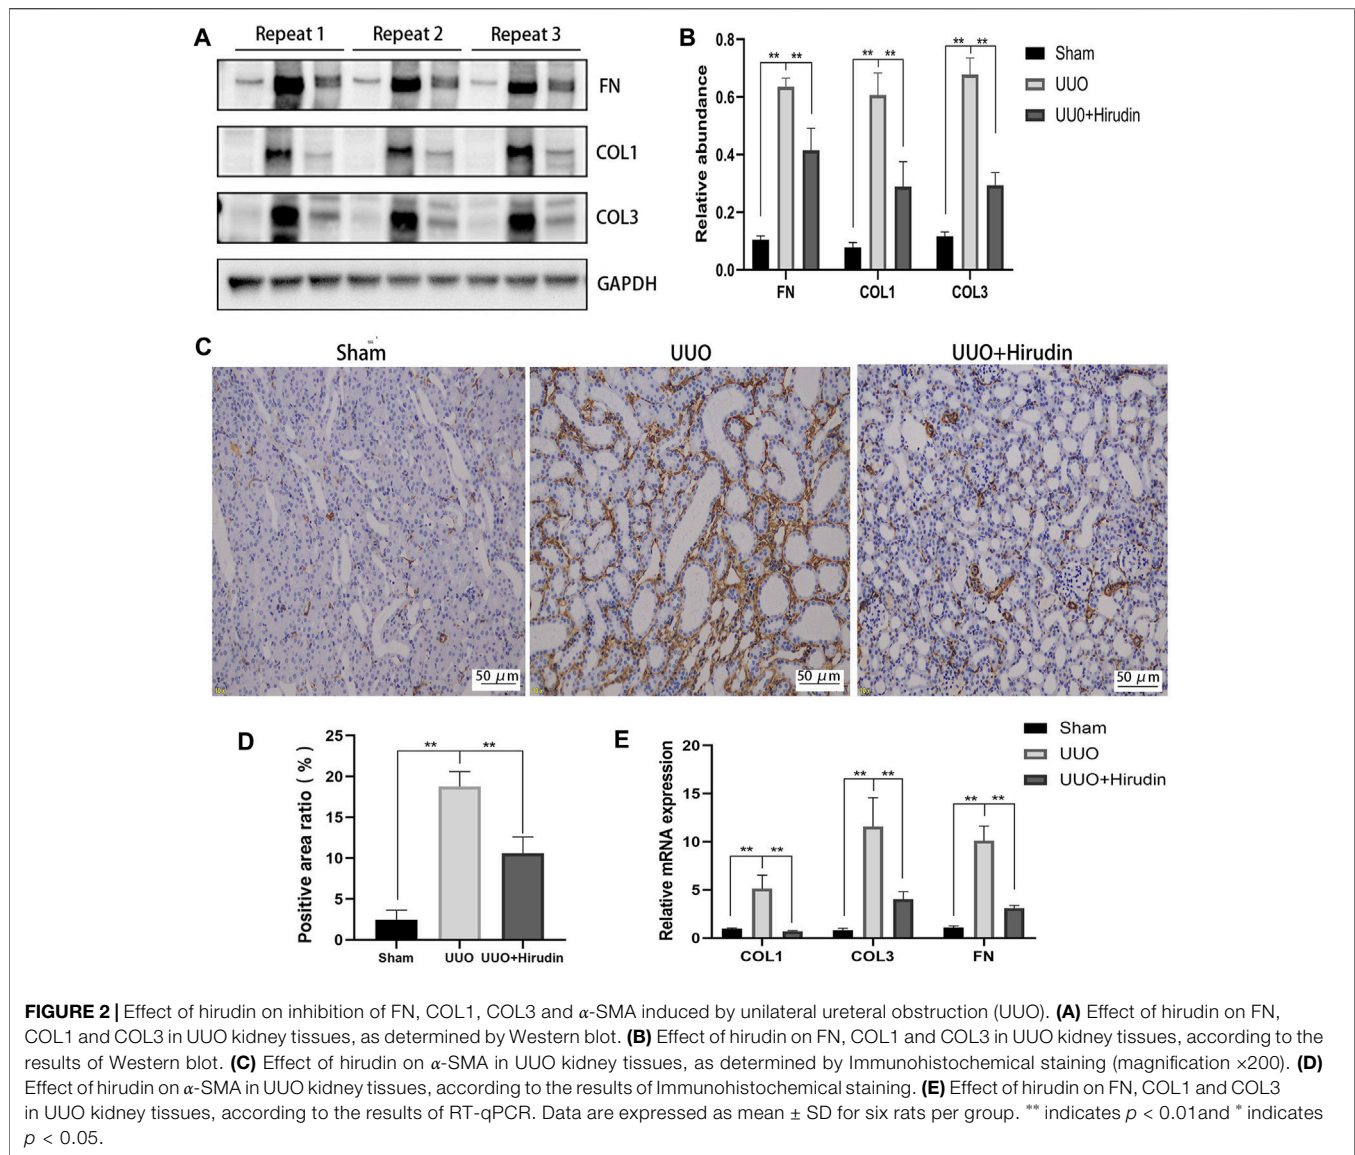 A
Repeat 1
Repeat 2
Repeat 3
FN
COL1
COL3
GAPDH
B
Relative abundance
0.8
0.6
0.4
0.2
0.0
** **
** **
** **
FN
COL1
COL3
Sham
UUO
UU0+Hirudin
C
Sham
UUO
UUO+Hirudin
50 μm
50 μm
50 μm
D
Positive area ratio ( % )
25
20
15
10
5
0
**
**
Sham
UUO
UUO+Hirudin
E
Relative mRNA expression
20
15
10
5
0
** **
** **
** **
COL1
COL3
FN
Sham
UUO
UUO+Hirudin
FIGURE 2 | Effect of hirudin on inhibition of FN, COL1, COL3 and α-SMA induced by unilateral ureteral obstruction (UUO). (A) Effect of hirudin on FN,
COL1 and COL3 in UUO kidney tissues, as determined by Western blot. (B) Effect of hirudin on FN, COL1 and COL3 in UUO kidney tissues, according to the
results of Western blot. (C) Effect of hirudin on α-SMA in UUO kidney tissues, as determined by Immunohistochemical staining (magnification ×200). (D)
Effect of hirudin on α-SMA in UUO kidney tissues, according to the results of Immunohistochemical staining. (E) Effect of hirudin on FN, COL1 and COL3
in UUO kidney tissues, according to the results of RT-qPCR. Data are expressed as mean ± SD for six rats per group. ** indicates p < 0.01and * indicates
p < 0.05.